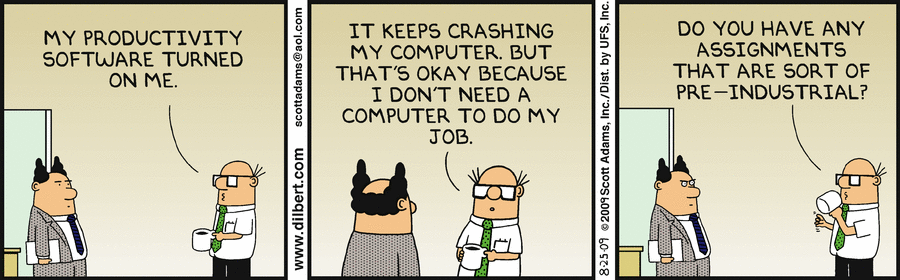 MY PRODUCTIVITY
SOFTWARE TURNED
ON ME.
www.dilbert.com
scottadams@aol.com
IT KEEPS CRASHING
MY COMPUTER. BUT
THAT'S OKAY BECAUSE
I DON'T NEED A
COMPUTER TO DO MY
JOB.
8-25-09 © 2009 Scott Adams, Inc./Dist. by UFS, Inc.
DO YOU HAVE ANY
ASSIGNMENTS
THAT ARE SORT OF
PRE-INDUSTRIAL?